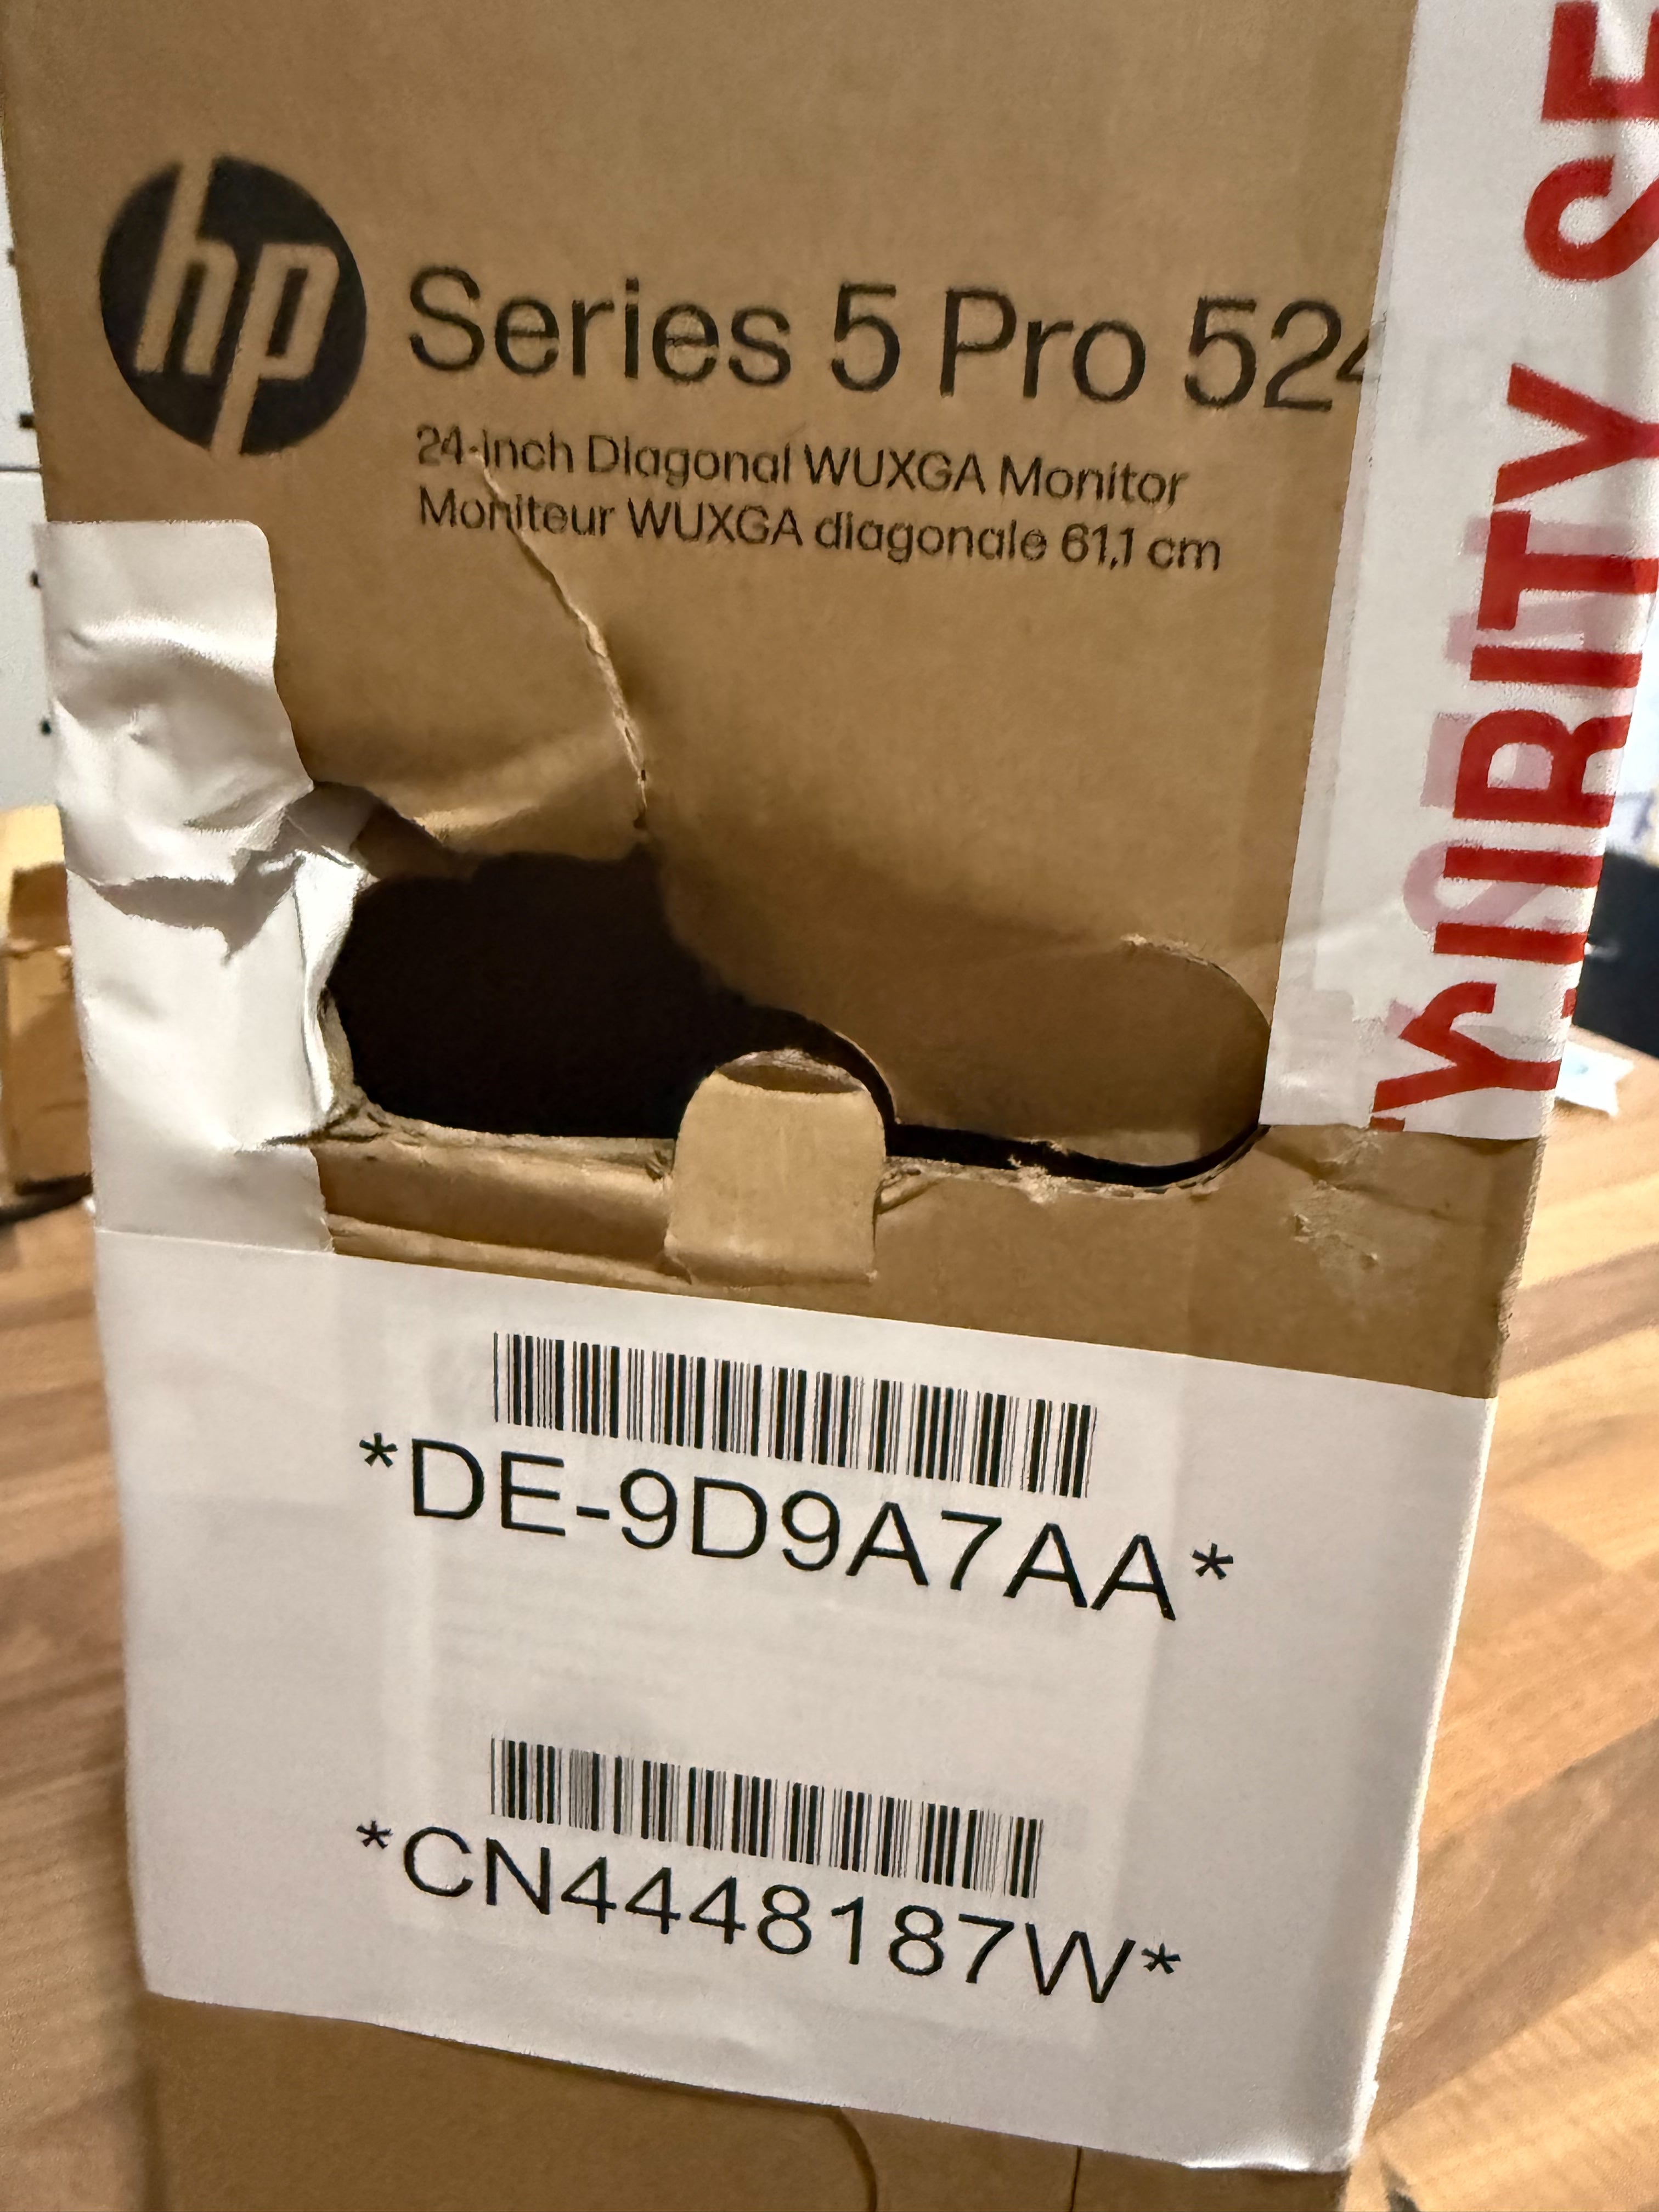 hp
Series 5 Pro 524
24-inch Diagonal WUXGA Monitor
Moniteur WUXGA diagonale 61,1 cm
*DE-9D9A7AA*
*CN4448187W*